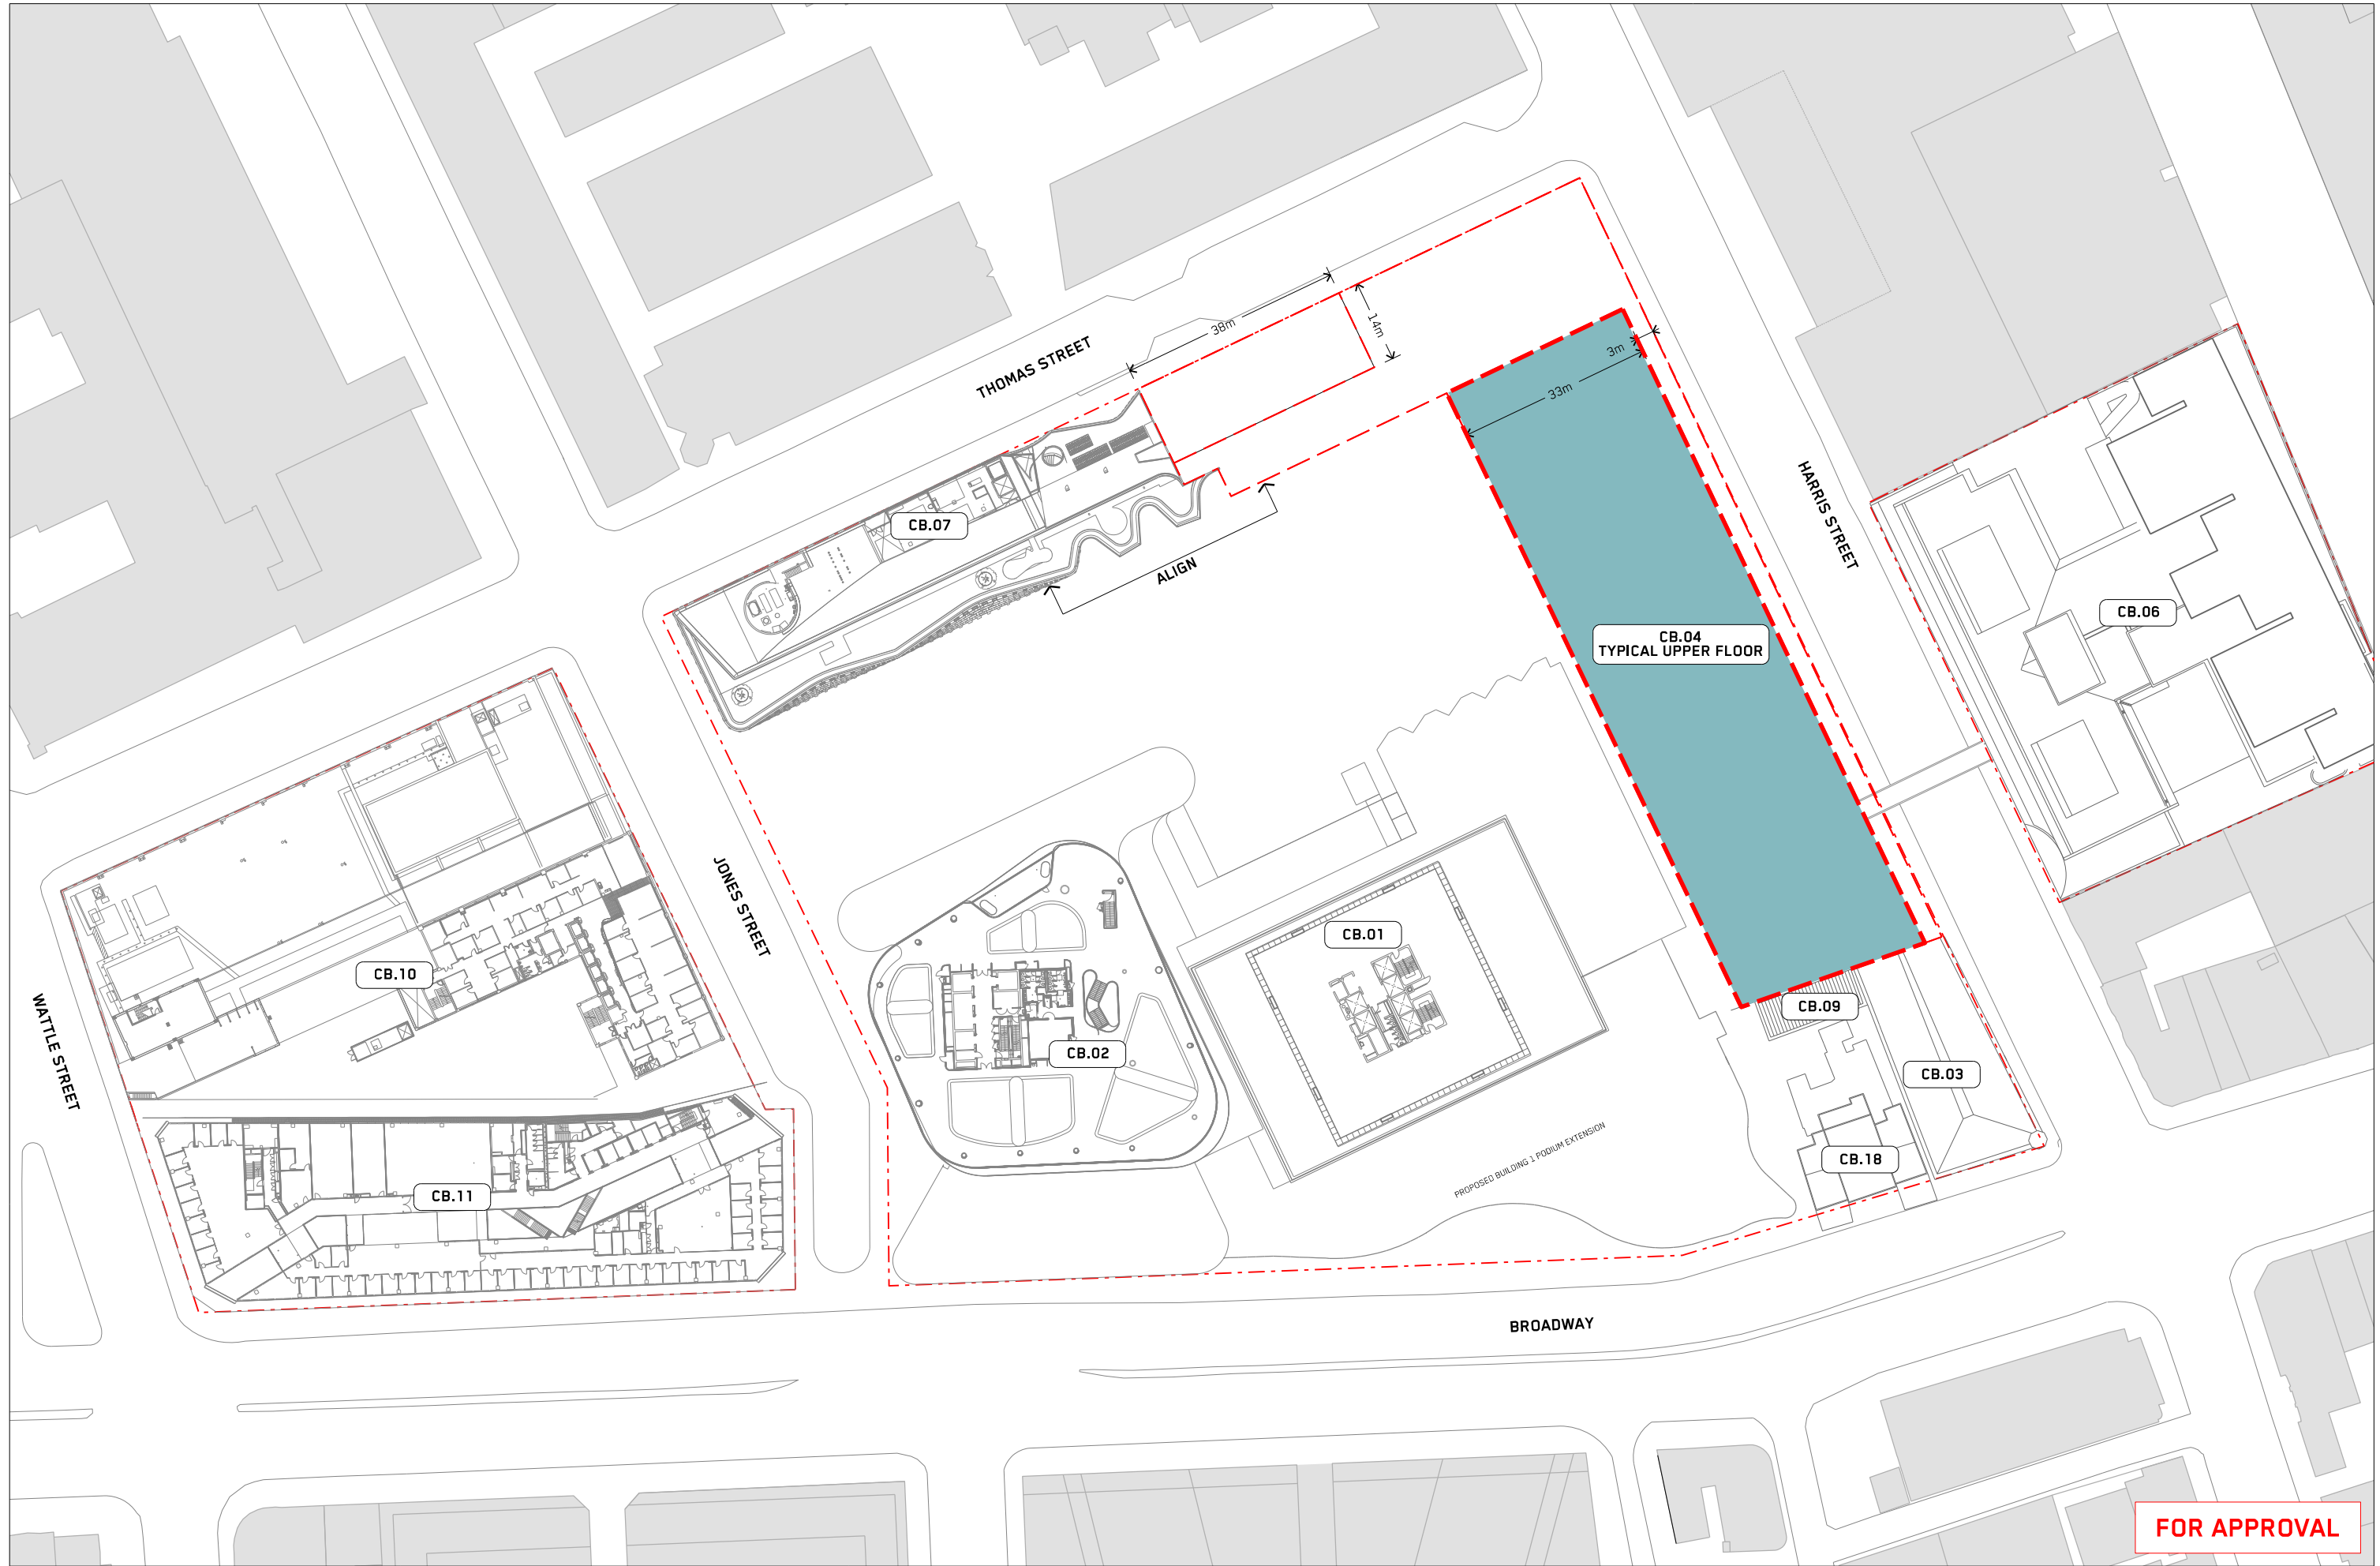 38m
14m
THOMAS STREET
3m
33m
HARRIS STREET
CB.07
ALIGN
CB.06
CB.04
TYPICAL UPPER FLOOR
JONES STREET
CB.01
CB.10
WATTLE STREET
CB.09
CB.02
CB.03
PROPOSED BUILDING 1 PODIUM EXTENSION
CB.18
CB.11
BROADWAY
FOR APPROVAL